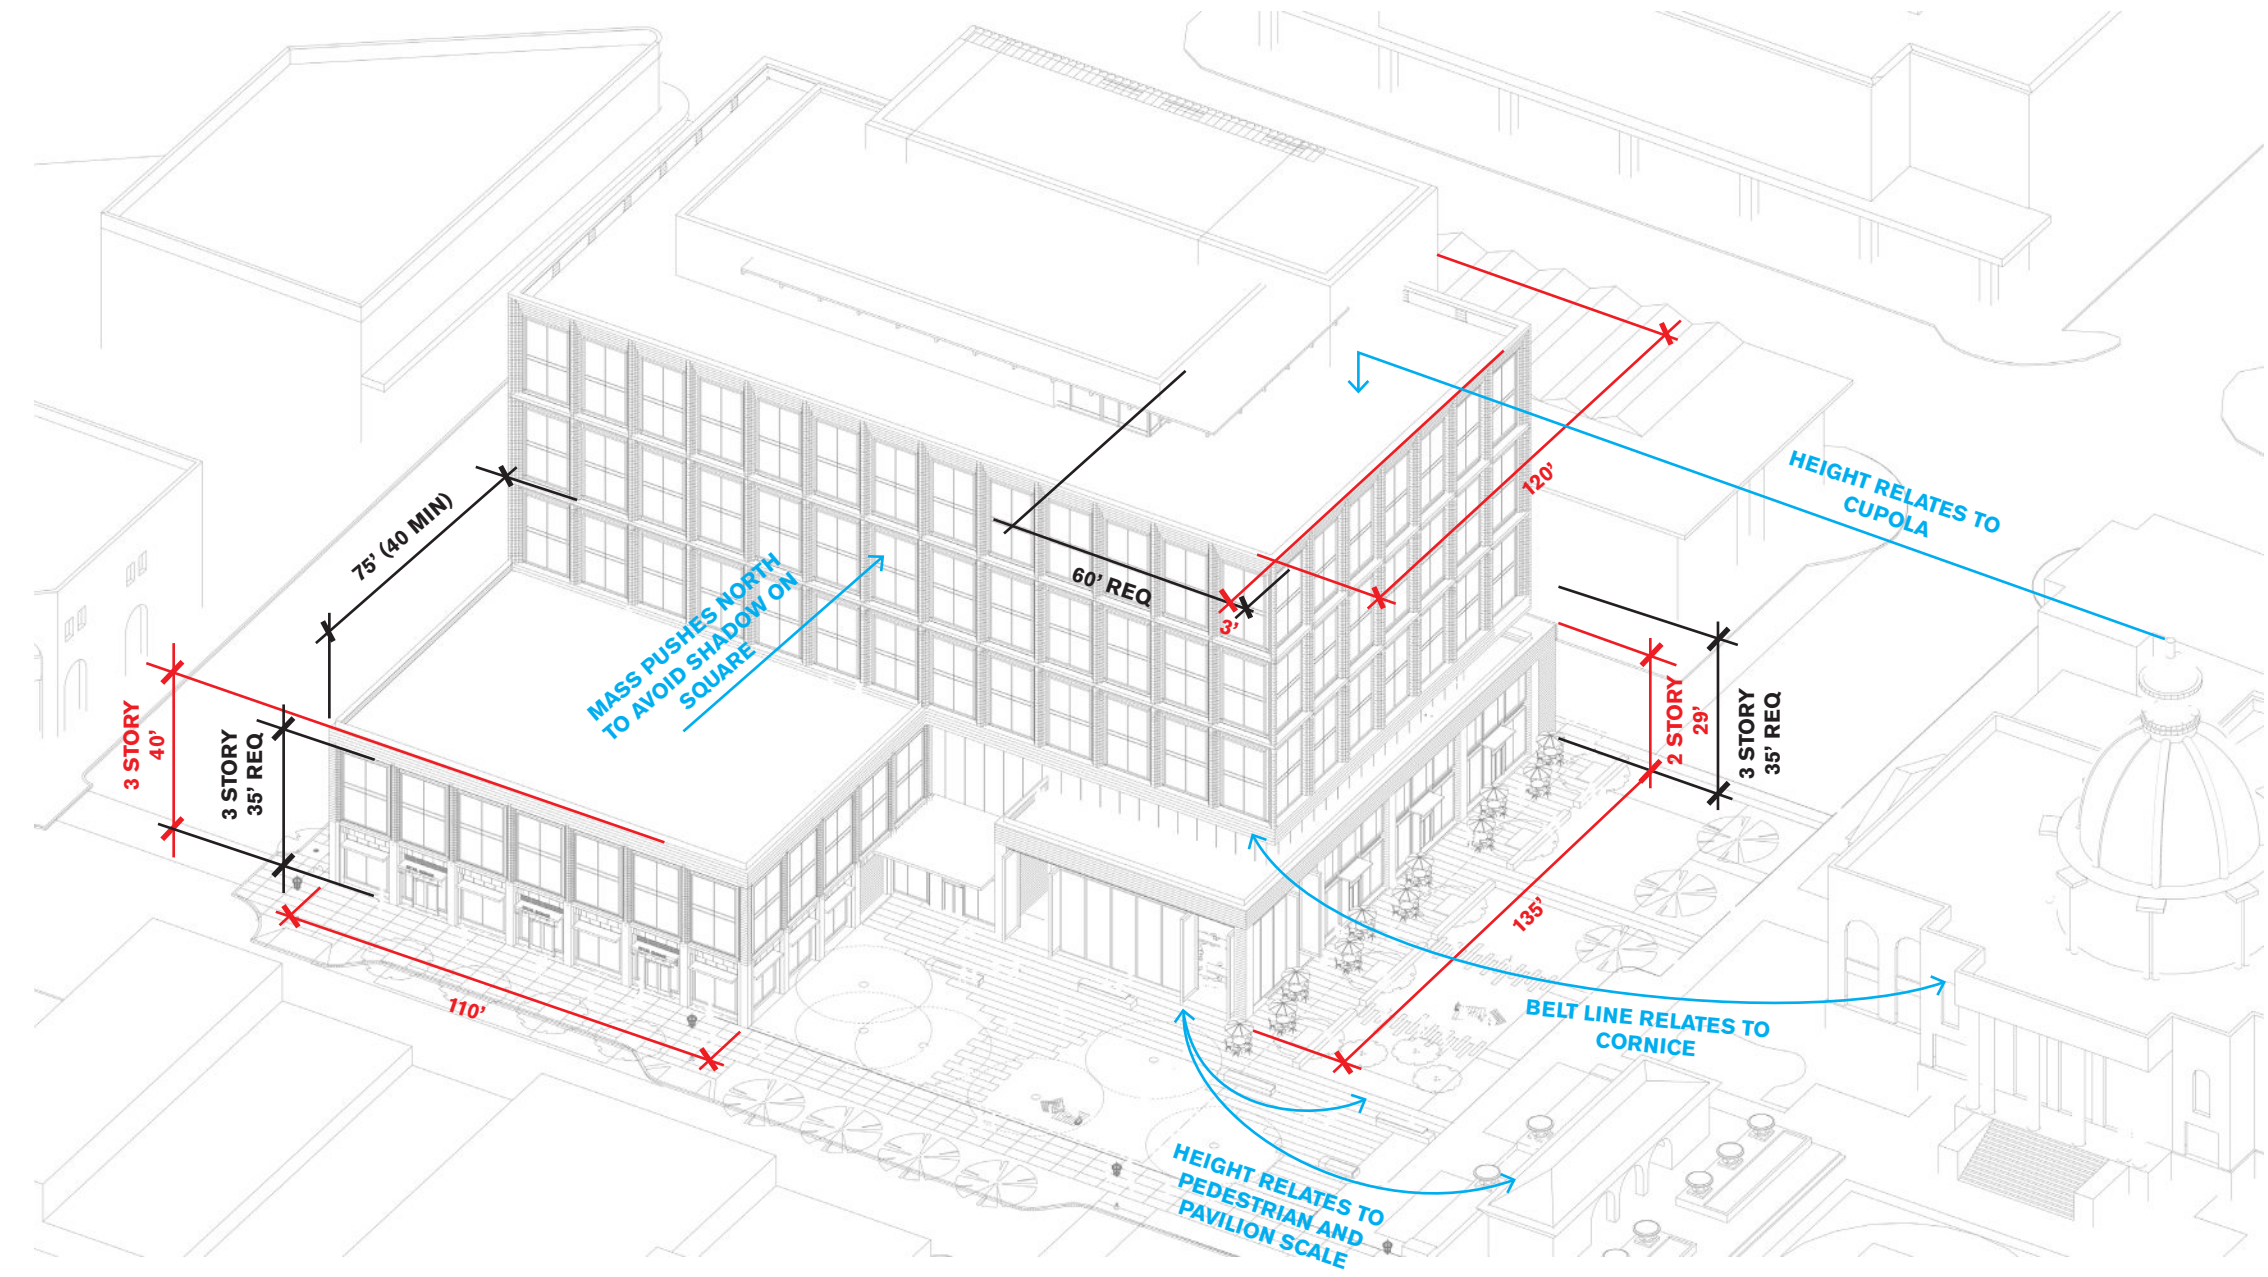 HEIGHT RELATES TO
CUPOLA
120'
75' (40 MIN)
60' REQ
3'
MASS PUSHES NORTH
TO AVOID SHADOW ON
SQUARE
3 STORY
40'
3 STORY
35' REQ
2 STORY
29'
3 STORY
35' REQ
135'
110'
BELT LINE RELATES TO
CORNICE
HEIGHT RELATES TO
PEDESTRIAN AND
PAVILION SCALE